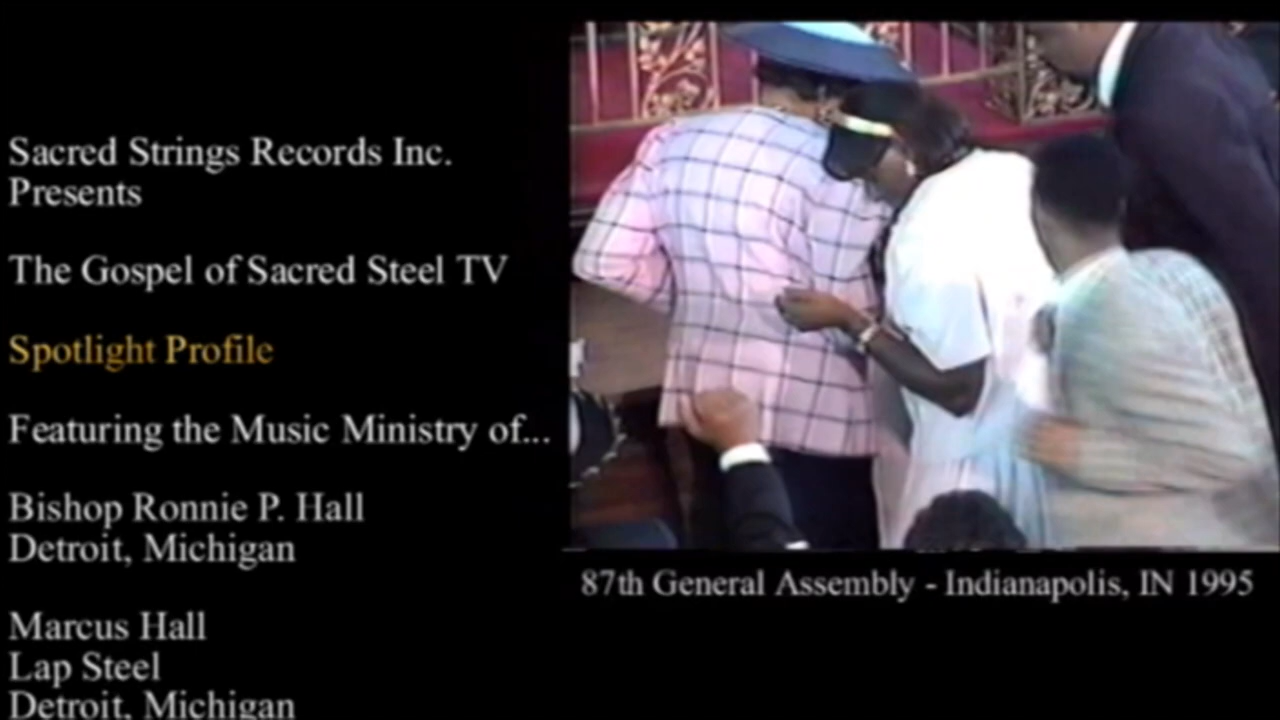 Sacred Strings Records Inc.
Presents
The Gospel of Sacred Steel TV
Spotlight Profile
Featuring the Music Ministry of...
Bishop Ronnie P. Hall
Detroit, Michigan
Marcus Hall
Lap Steel
Detroit, Michigan
87th General Assembly - Indianapolis, IN 1995